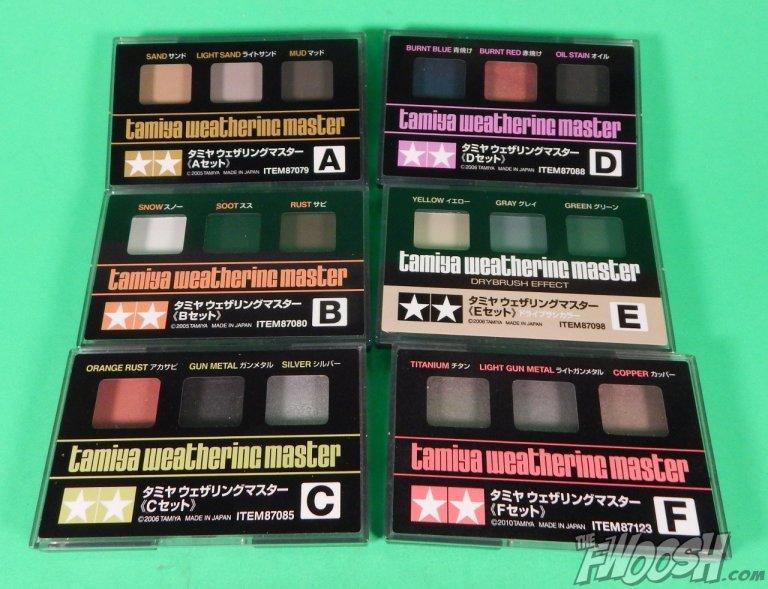 SAND サンド LIGHT SAND ライトサンド MUD マッド
tamiya weathering master
タミヤ ウェザリングマスター
《Aセット》 A
©2005 TAMIYA MADE IN JAPAN ITEM87079
BURNT BLUE 青焼け BURNT RED 赤焼け OIL STAIN オイル
tamiya weathering master
タミヤ ウェザリングマスター
《Dセット》 D
©2006 TAMIYA MADE IN JAPAN ITEM87088
SNOW スノー SOOT スス RUST サビ
tamiya weathering master
タミヤ ウェザリングマスター
《Bセット》 B
©2005 TAMIYA MADE IN JAPAN ITEM87080
YELLOW イエロー GRAY グレイ GREEN グリーン
tamiya weathering master
DRYBRUSH EFFECT
タミヤ ウェザリングマスター
《Eセット》ドライブラシカラー E
©2006 TAMIYA MADE IN JAPAN ITEM87098
ORANGE RUST アカサビ GUN METAL ガンメタル SILVER シルバー
tamiya weathering master
タミヤ ウェザリングマスター
《Cセット》 C
©2006 TAMIYA MADE IN JAPAN ITEM87085
TITANIUM チタン LIGHT GUN METAL ライトガンメタル COPPER カッパー
tamiya weathering master
タミヤ ウェザリングマスター
《Fセット》 F
©2010 TAMIYA MADE IN JAPAN ITEM87123
THE FWOOSH.com